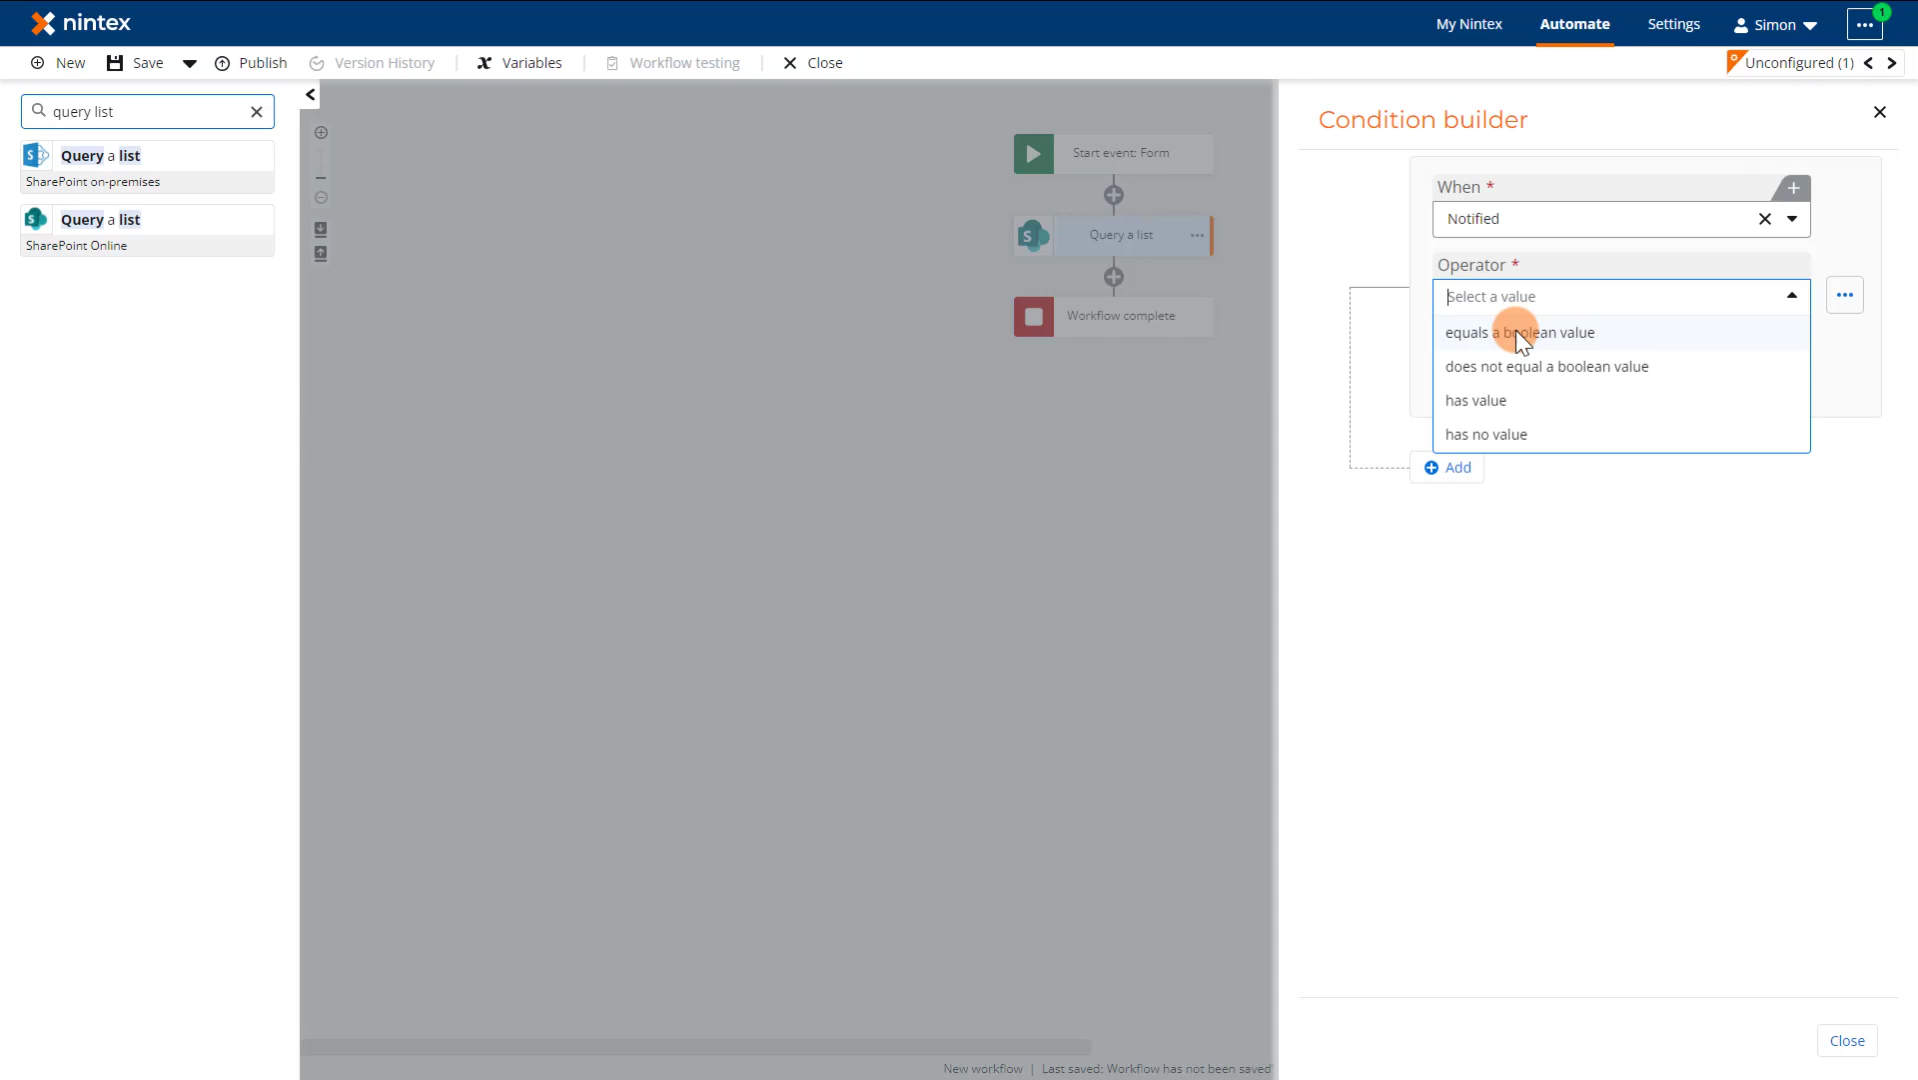 nintex
My Nintex
Automate
Settings
Simon
1
New
Save
Publish
Version History
Variables
Workflow testing
Close
Unconfigured (1)
query list
Query a list
SharePoint on-premises
Query a list
SharePoint Online
Start event: Form
Query a list
Workflow complete
Condition builder
When *
Notified
Operator *
Select a value
equals a boolean value
does not equal a boolean value
has value
has no value
Add
Close
New workflow | Last saved: Workflow has not been saved